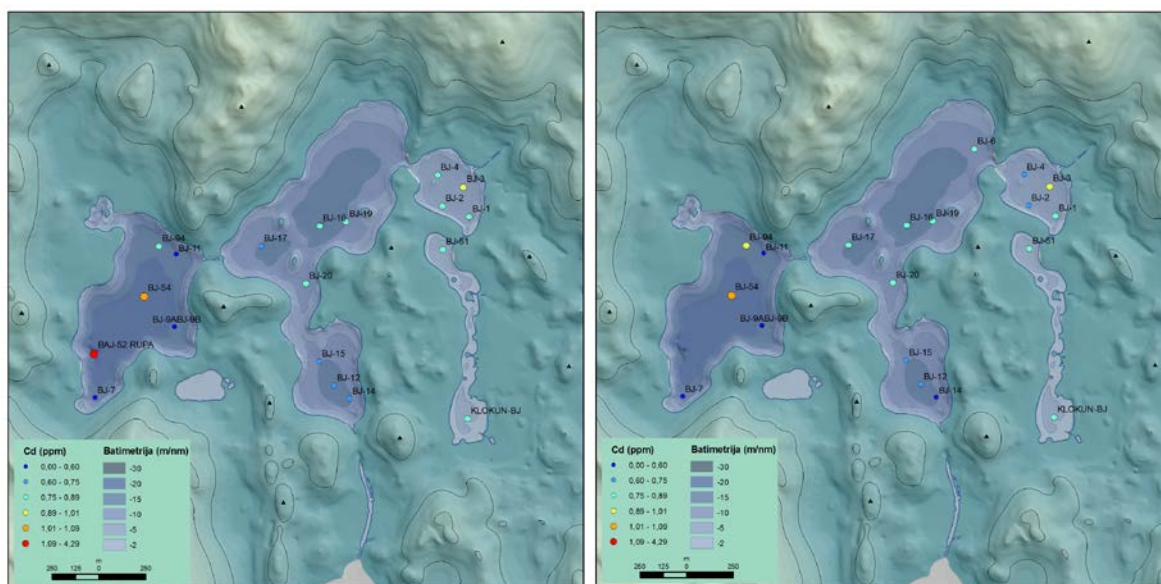 BJ-4
BJ-3
BJ-2
BJ-1
BJ-16
BJ-19
BJ-17
BJ-51
BJ-94
BJ-11
BJ-20
BJ-54
BJ-9ABJ-9B
BAJ-52 RUPA
BJ-15
BJ-12
BJ-14
BJ-7
KLOKUN-BJ
Cd (ppm) Batimetrija (m/nm)
0,00 - 0,60 -30
0,60 - 0,75 -20
0,75 - 0,89 -15
0,89 - 1,01 -10
1,01 - 1,09 -5
1,09 - 4,29 -2
m
250 125 0 250
BJ-6
BJ-4
BJ-3
BJ-2
BJ-1
BJ-16
BJ-19
BJ-17
BJ-51
BJ-94
BJ-11
BJ-20
BJ-54
BJ-9ABJ-9B
BJ-15
BJ-12
BJ-14
BJ-7
KLOKUN-BJ
Cd (ppm) Batimetrija (m/nm)
0,00 - 0,60 -30
0,60 - 0,75 -20
0,75 - 0,89 -15
0,89 - 1,01 -10
1,01 - 1,09 -5
1,09 - 4,29 -2
m
250 125 0 250